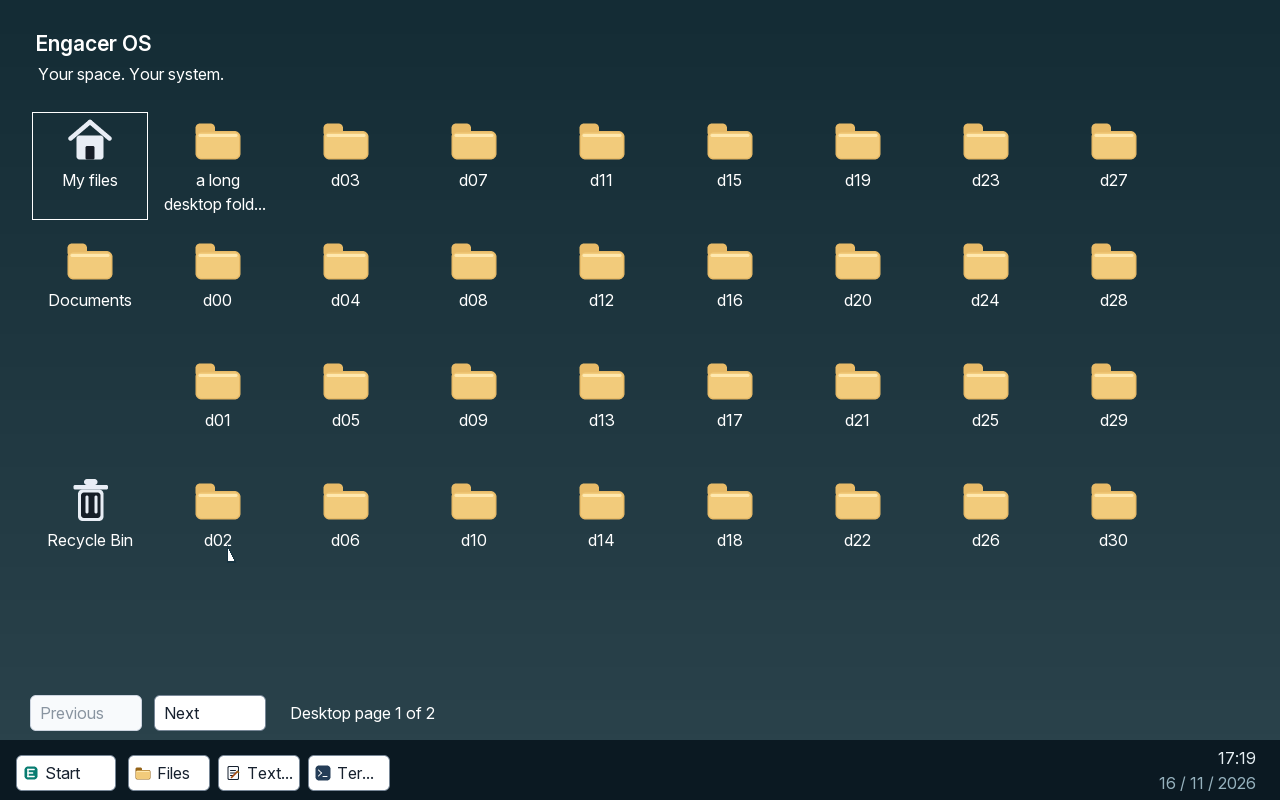 Engacer OS
Your space. Your system.
My files
a long
desktop fold...
d03
d07
d11
d15
d19
d23
d27
Documents
d00
d04
d08
d12
d16
d20
d24
d28
d01
d05
d09
d13
d17
d21
d25
d29
Recycle Bin
d02
d06
d10
d14
d18
d22
d26
d30
Previous
Next
Desktop page 1 of 2
Start
Files
Text...
Ter...
17:19
16 / 11 / 2026